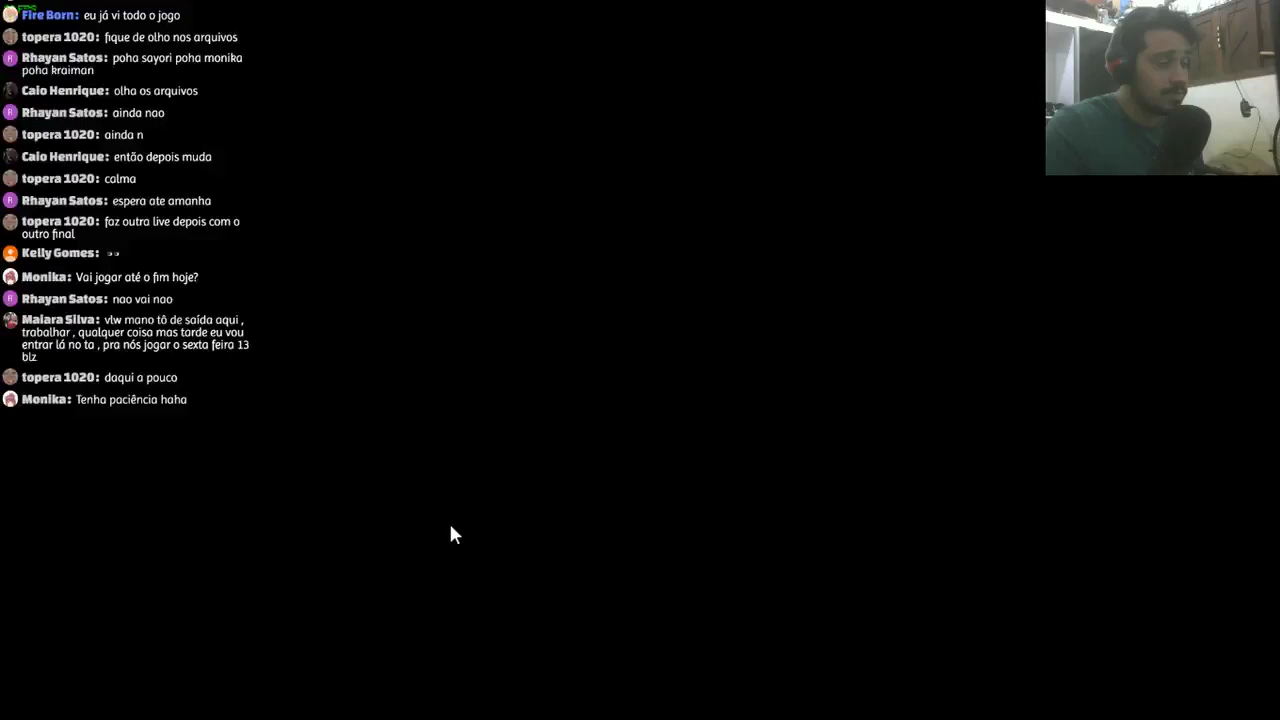 Fire Born: eu já vi todo o jogo
topera 1020: fique de olho nos arquivos
Rhayan Satos: poha sayori poha monika
poha kraiman
Caio Henrique: olha os arquivos
Rhayan Satos: ainda nao
topera 1020: ainda n
Caio Henrique: então depois muda
topera 1020: calma
Rhayan Satos: espera ate amanha
topera 1020: faz outra live depois com o
outro final
Kelly Gomes:
Monika: Vai jogar até o fim hoje?
Rhayan Satos: nao vai nao
Maiara Silva: vlw mano tô de saída aqui ,
trabalhar , qualquer coisa mas tarde eu vou
entrar lá no ta , pra nós jogar o sexta feira 13
blz
topera 1020: daqui a pouco
Monika: Tenha paciência haha